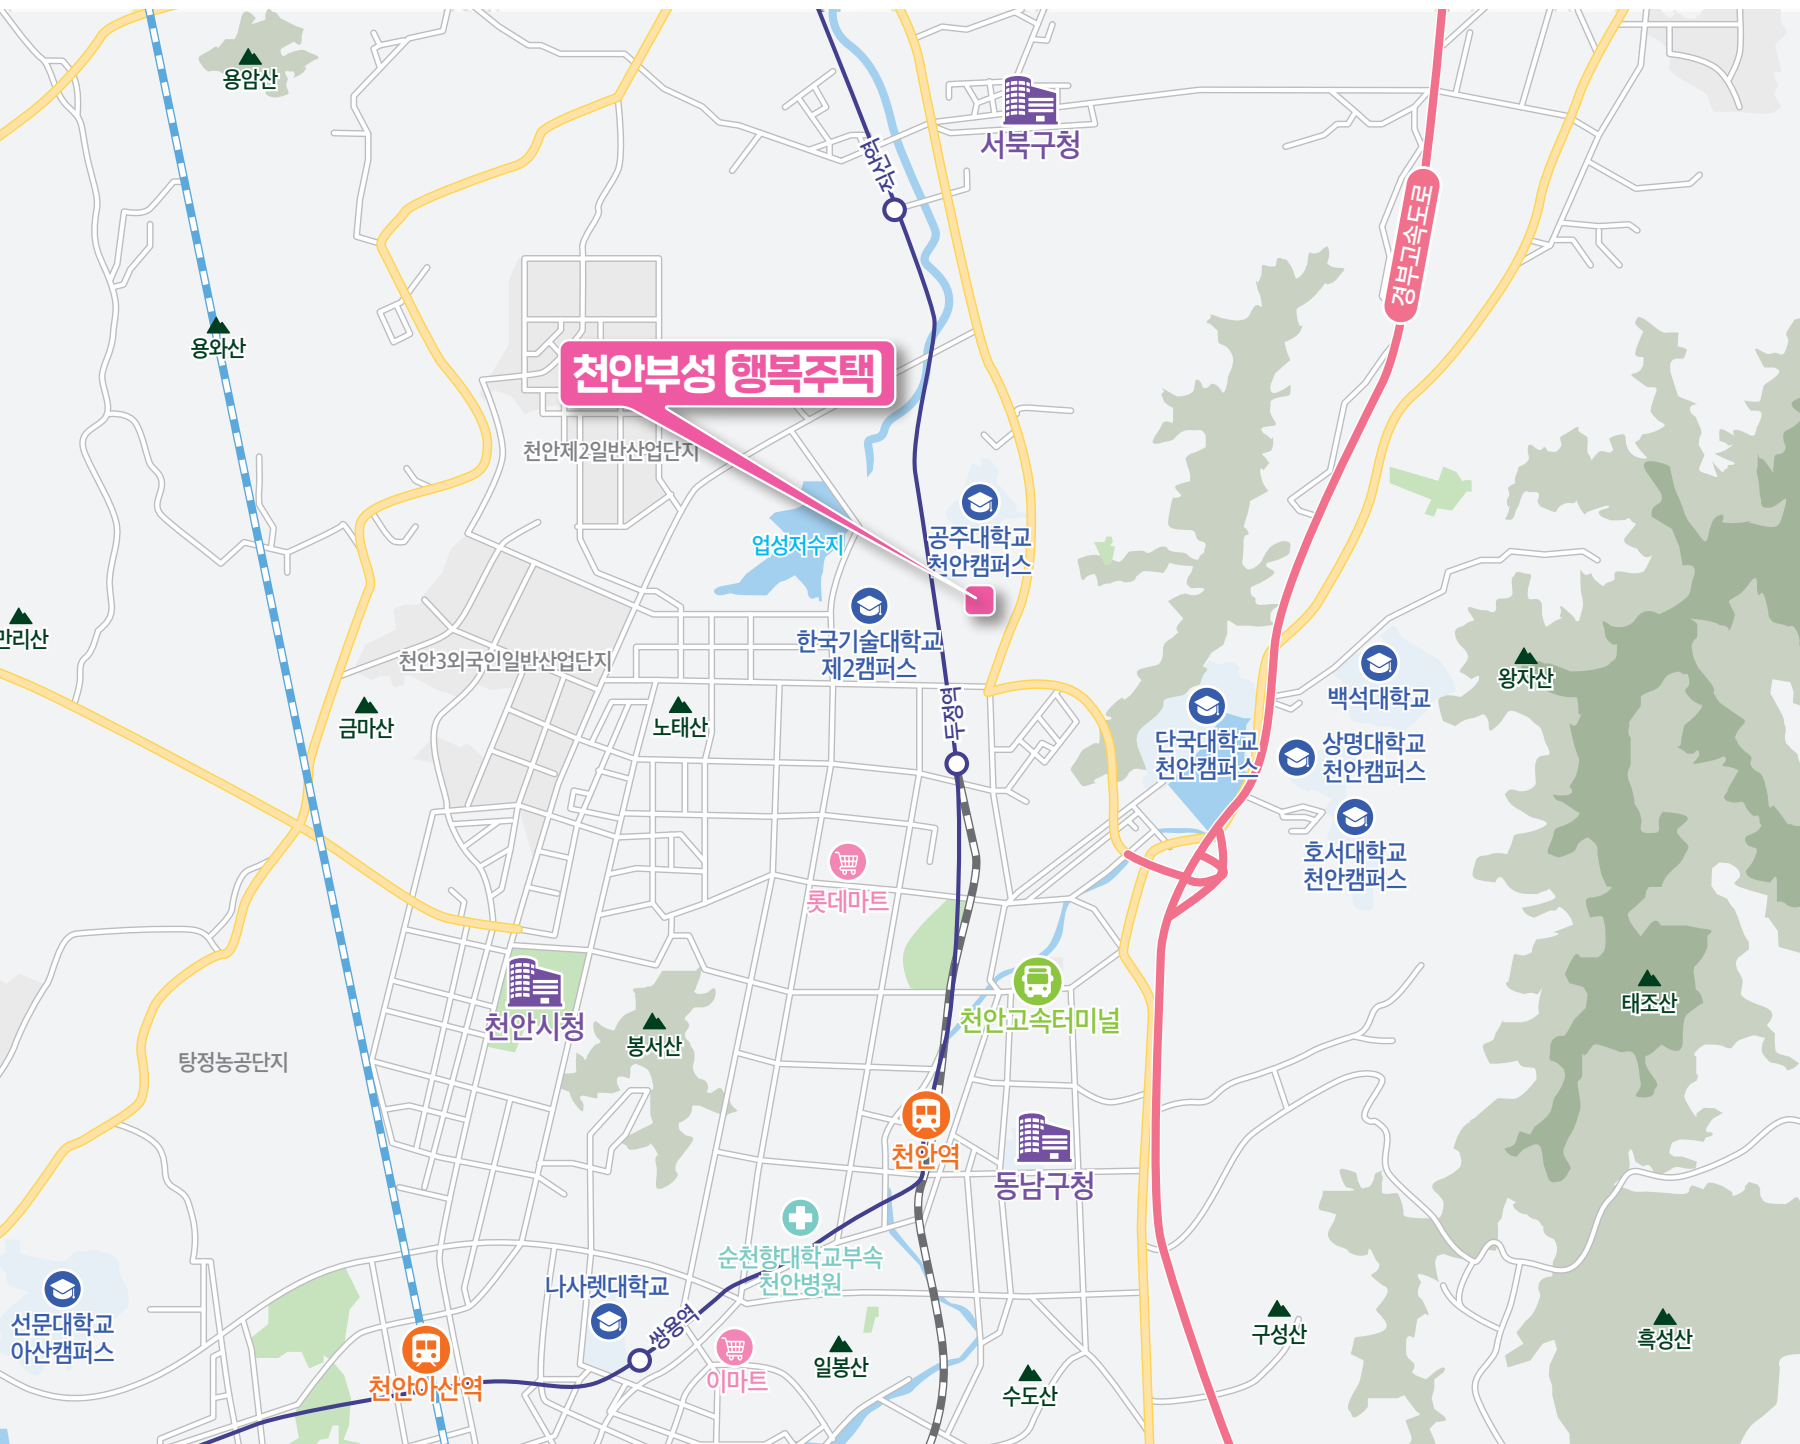 용암산
서북구청
직산역
경부고속도로
용와산
천안부성 행복주택
천안제2일반산업단지
업성저수지
공주대학교
천안캠퍼스
한국기술대학교
제2캠퍼스
만리산
천안3외국인일반산업단지
백석대학교
왕자산
금마산
노태산
두정역
단국대학교
천안캠퍼스
상명대학교
천안캠퍼스
호서대학교
천안캠퍼스
롯데마트
천안시청
천안고속터미널
태조산
봉서산
탕정농공단지
천안역
동남구청
순천향대학교부속
천안병원
나사렛대학교
선문대학교
아산캠퍼스
쌍용역
구성산
흑성산
일봉산
이마트
천안아산역
수도산